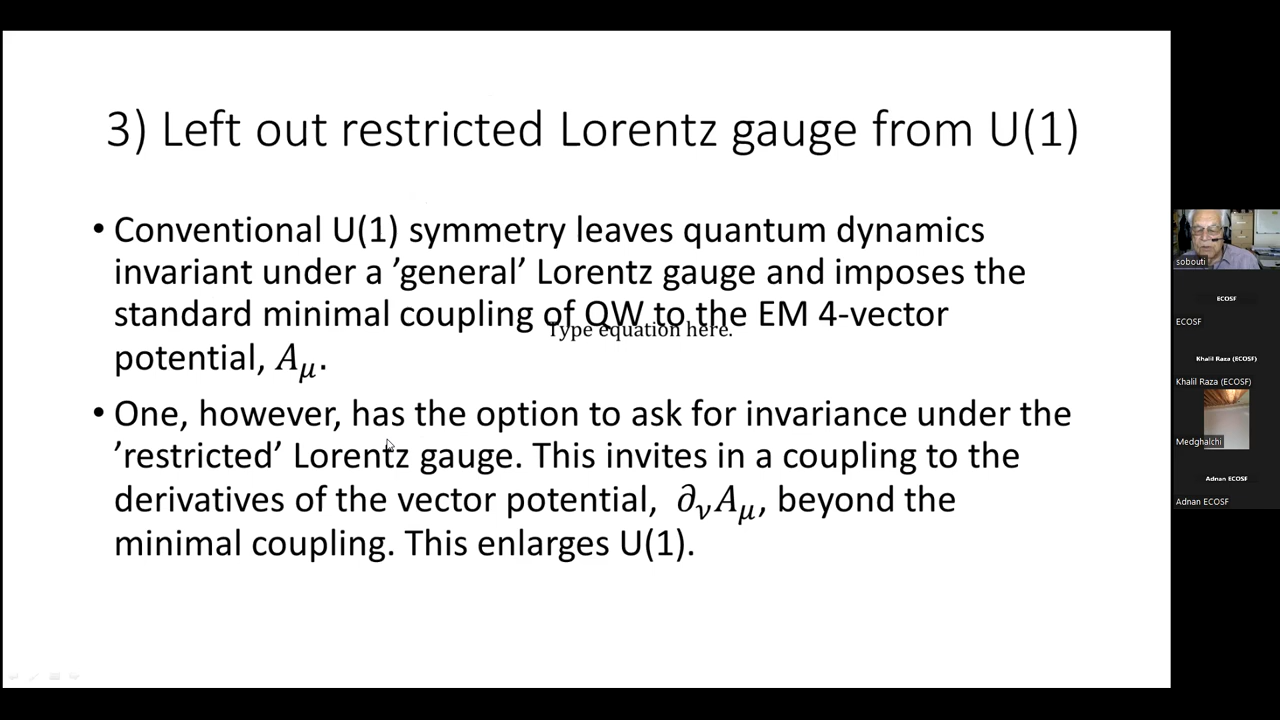 3) Left out restricted Lorentz gauge from U(1)
• Conventional U(1) symmetry leaves quantum dynamics
invariant under a ’general’ Lorentz gauge and imposes the
standard minimal coupling of QW to the EM 4-vector
Type equation here.
potential, 𝐴𝜇.
• One, however, has the option to ask for invariance under the
’restricted’ Lorentz gauge. This invites in a coupling to the
derivatives of the vector potential, 𝜕𝜈𝐴𝜇, beyond the
minimal coupling. This enlarges U(1).
sobouti
ECOSF
ECOSF
Khalil Raza (ECOSF)
Khalil Raza (ECOSF)
Medghalchi
Adnan ECOSF
Adnan ECOSF